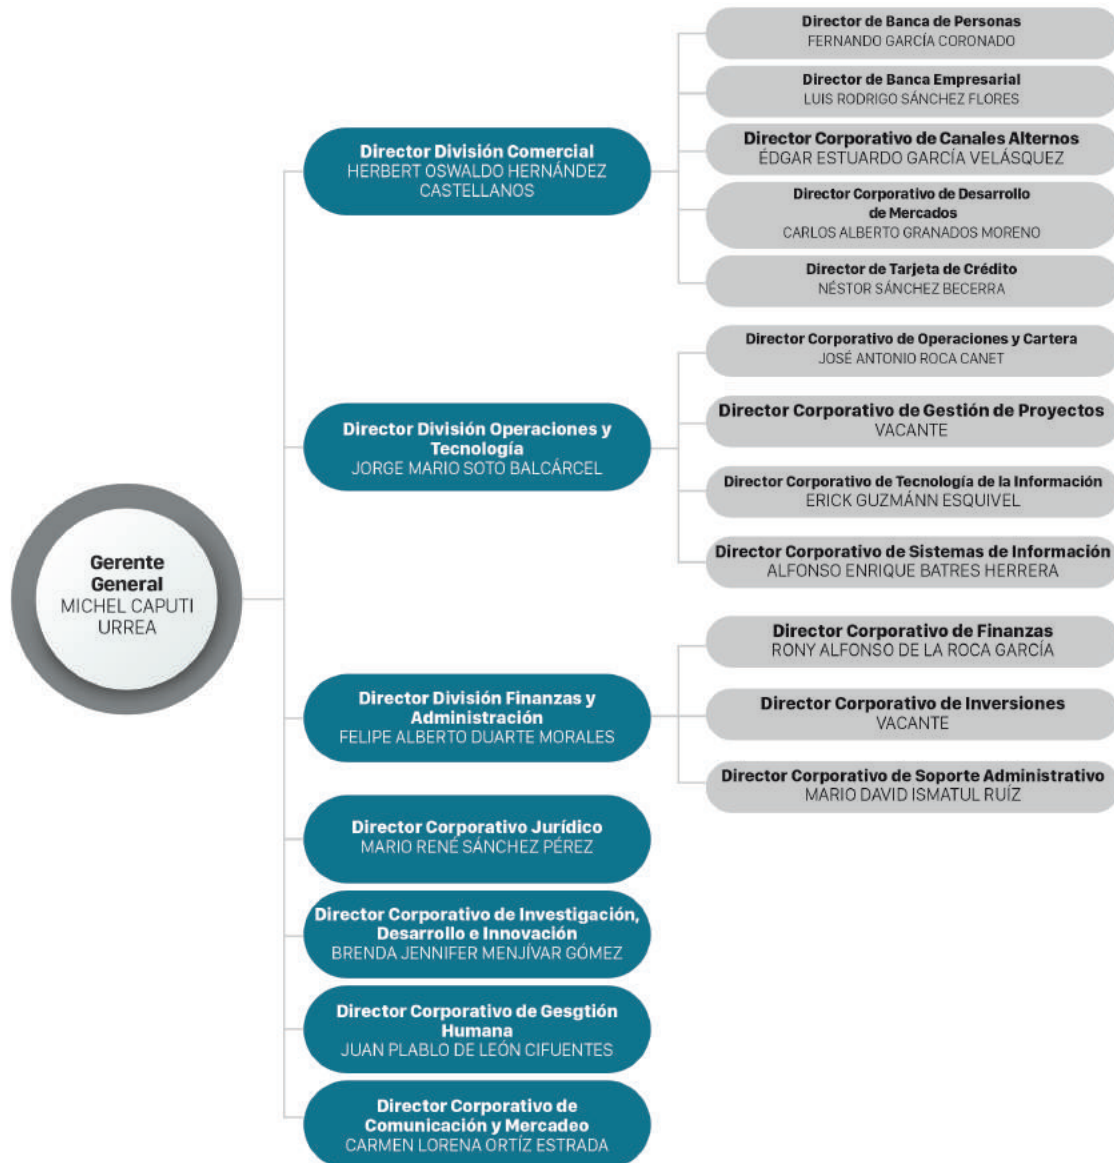 Gerente
General
MICHEL CAPUTI
URREA
Director División Comercial
HERBERT OSWALDO HERNÁNDEZ
CASTELLANOS
Director de Banca de Personas
FERNANDO GARCÍA CORONADO
Director de Banca Empresarial
LUIS RODRIGO SÁNCHEZ FLORES
Director Corporativo de Canales Alternos
ÉDGAR ESTUARDO GARCÍA VELÁSQUEZ
Director Corporativo de Desarrollo
de Mercados
CARLOS ALBERTO GRANADOS MORENO
Director de Tarjeta de Crédito
NÉSTOR SÁNCHEZ BECERRA
Director División Operaciones y
Tecnología
JORGE MARIO SOTO BALCÁRCEL
Director Corporativo de Operaciones y Cartera
JOSÉ ANTONIO ROCA CANET
Director Corporativo de Gestión de Proyectos
VACANTE
Director Corporativo de Tecnología de la Información
ERICK GUZMÁNN ESQUIVEL
Director Corporativo de Sistemas de Información
ALFONSO ENRIQUE BATRES HERRERA
Director División Finanzas y
Administración
FELIPE ALBERTO DUARTE MORALES
Director Corporativo de Finanzas
RONY ALFONSO DE LA ROCA GARCÍA
Director Corporativo de Inversiones
VACANTE
Director Corporativo de Soporte Administrativo
MARIO DAVID ISMATUL RUÍZ
Director Corporativo Jurídico
MARIO RENÉ SÁNCHEZ PÉREZ
Director Corporativo de Investigación,
Desarrollo e Innovación
BRENDA JENNIFER MENJÍVAR GÓMEZ
Director Corporativo de Gesgtión
Humana
JUAN PLABLO DE LEÓN CIFUENTES
Director Corporativo de
Comunicación y Mercadeo
CARMEN LORENA ORTÍZ ESTRADA